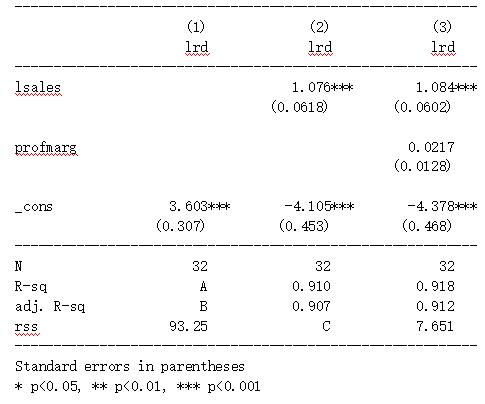 (1) (2) (3)
lrd lrd lrd
lsales 1.076*** 1.084***
(0.0618) (0.0602)
profmarg 0.0217
(0.0128)
_cons 3.603*** -4.105*** -4.378***
(0.307) (0.453) (0.468)
N 32 32 32
R-sq A 0.910 0.918
adj. R-sq B 0.907 0.912
rss 93.25 C 7.651
Standard errors in parentheses
* p<0.05, ** p<0.01, *** p<0.001